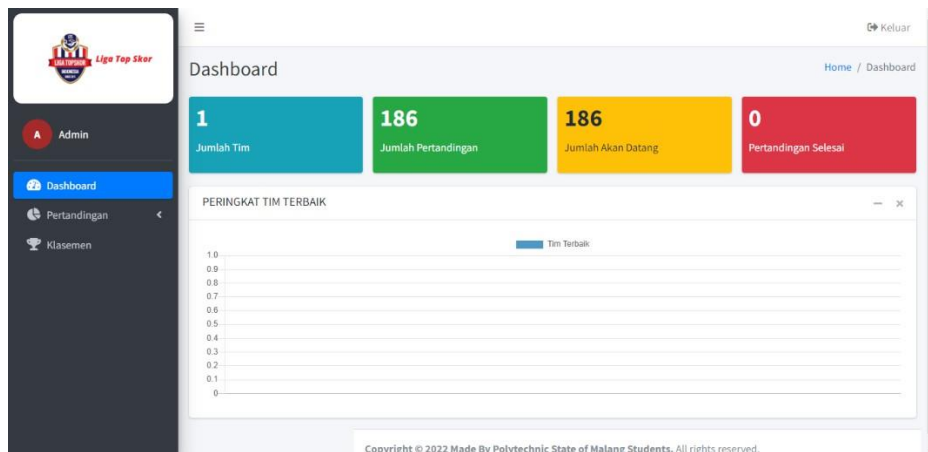 LIGA TOPSKOR
INDONESIA
Liga Top Skor
Keluar
Dashboard
Home / Dashboard
A Admin
1
Jumlah Tim
186
Jumlah Pertandingan
186
Jumlah Akan Datang
0
Pertandingan Selesai
Dashboard
Pertandingan
Klasemen
PERINGKAT TIM TERBAIK
Tim Terbaik
1.0
0.9
0.8
0.7
0.6
0.5
0.4
0.3
0.2
0.1
0
Copyright © 2022 Made By Polytechnic State of Malang Students. All rights reserved.